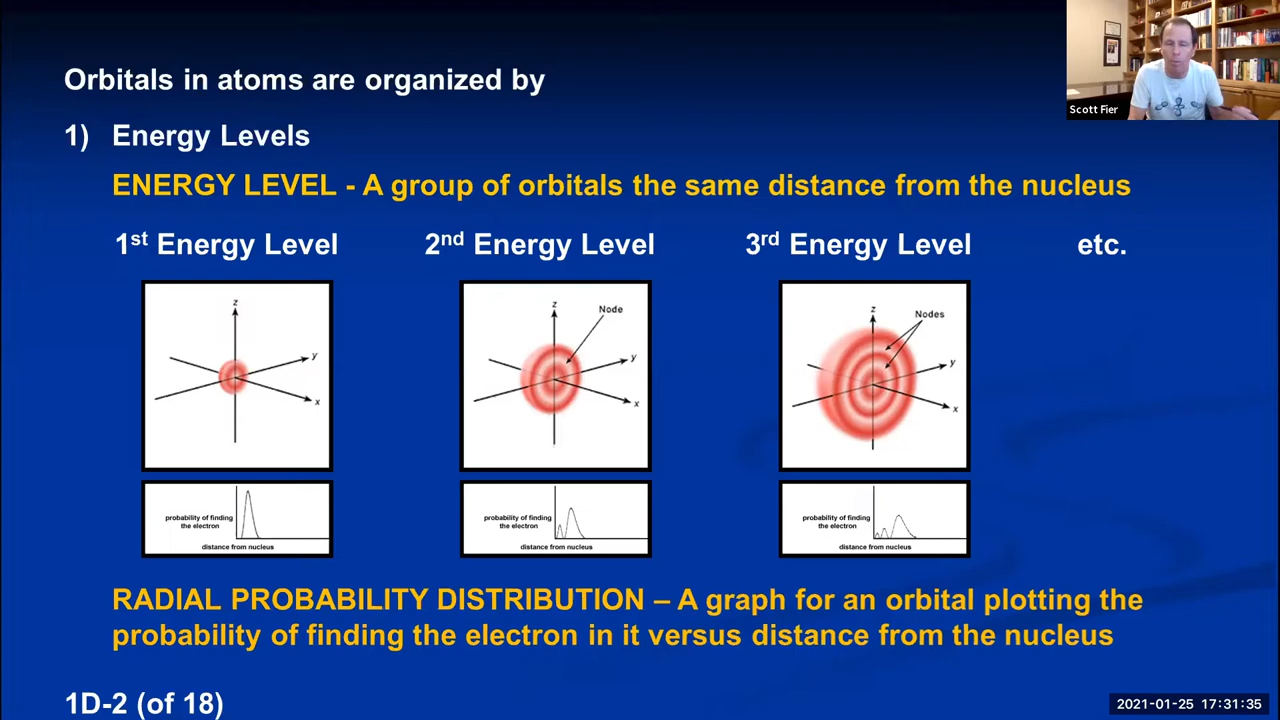 Orbitals in atoms are organized by
Scott Fier
1) Energy Levels
ENERGY LEVEL - A group of orbitals the same distance from the nucleus
1st Energy Level 2nd Energy Level 3rd Energy Level etc.
z
y
x
z
Node
y
x
z
Nodes
y
x
probability of finding
the electron
distance from nucleus
probability of finding
the electron
distance from nucleus
probability of finding
the electron
distance from nucleus
RADIAL PROBABILITY DISTRIBUTION – A graph for an orbital plotting the
probability of finding the electron in it versus distance from the nucleus
1D-2 (of 18)
2021-01-25 17:31:35